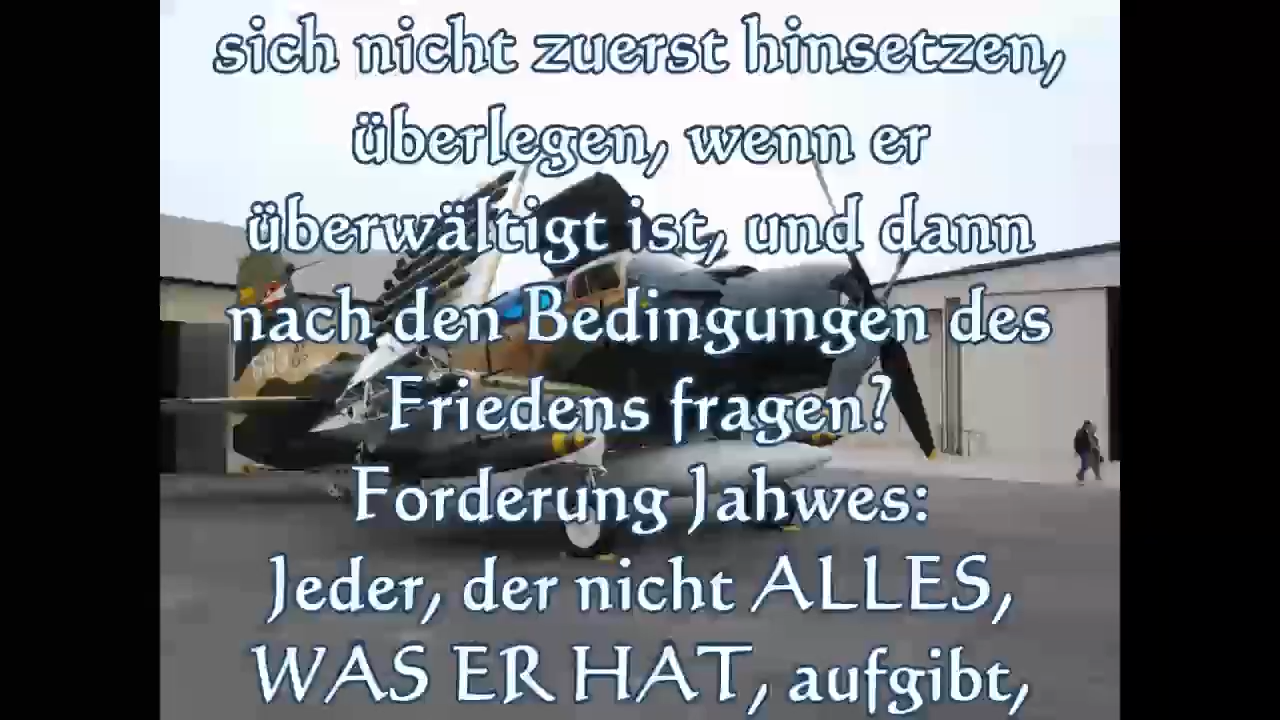 sich nicht zuerst hinsetzen,
überlegen, wenn er
überwältigt ist, und dann
nach den Bedingungen des
Friedens fragen?
Forderung Jahwes:
Jeder, der nicht ALLES,
WAS ER HAT, aufgibt,